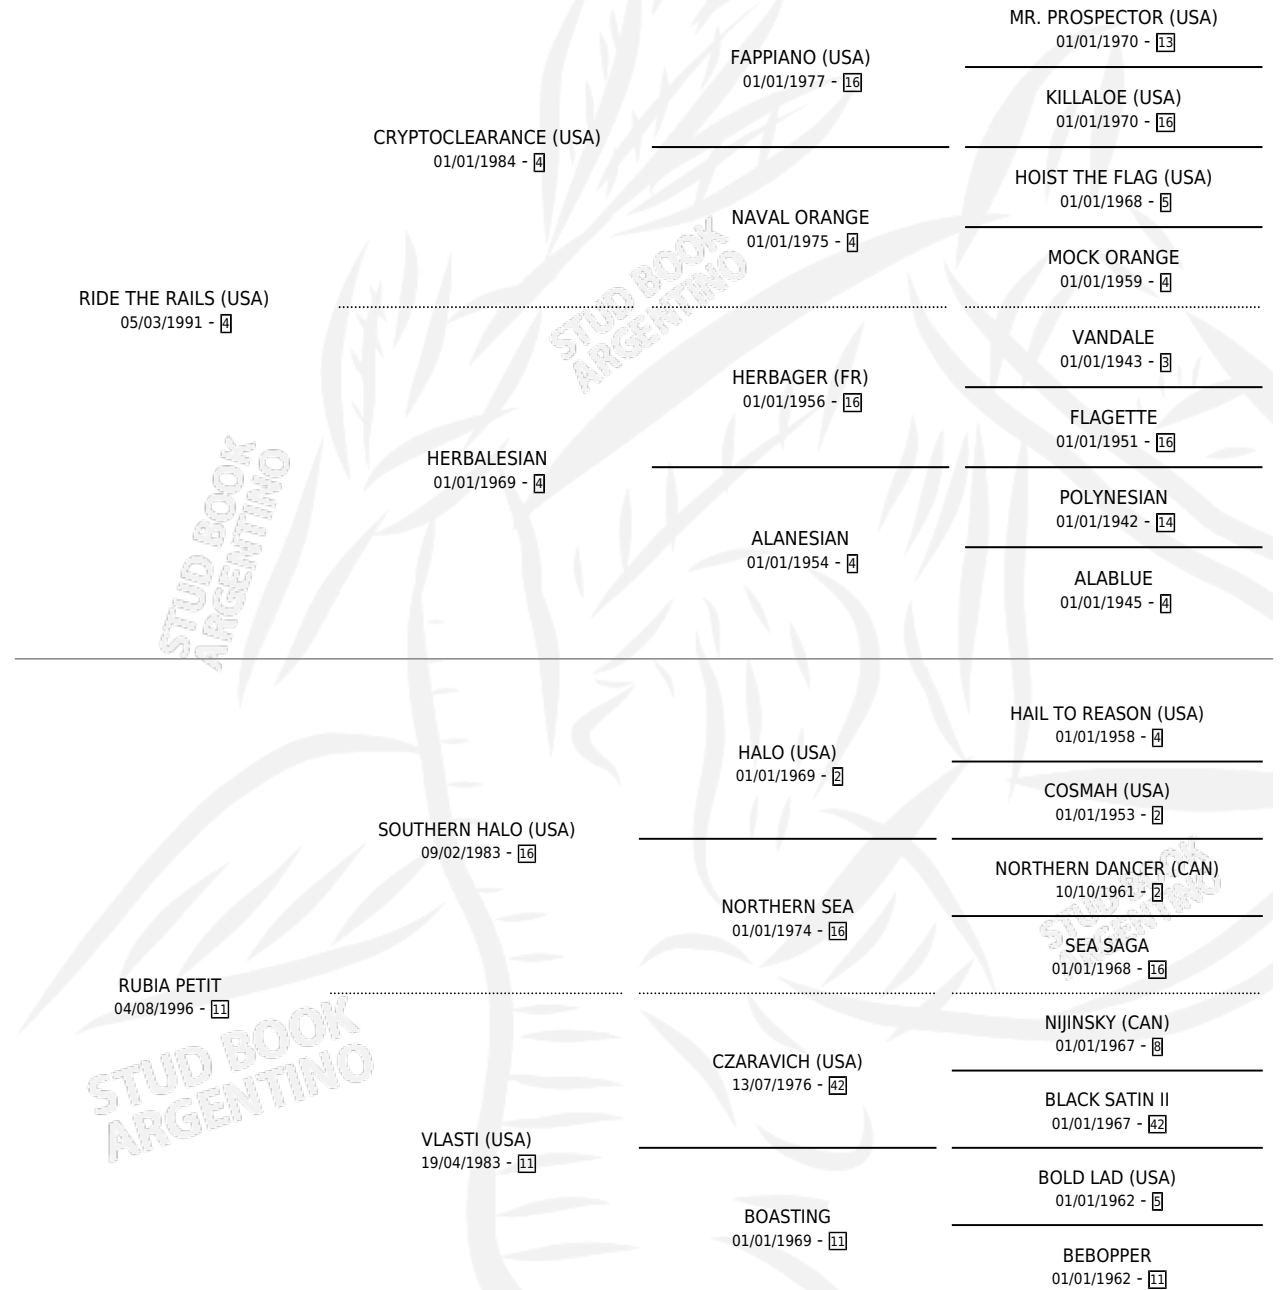 MR. PROSPECTOR (USA)
01/01/1970 - 13
FAPPIANO (USA)
01/01/1977 - 16
KILLALOE (USA)
01/01/1970 - 16
CRYPTOCLEARANCE (USA)
01/01/1984 - 4
HOIST THE FLAG (USA)
01/01/1968 - 5
NAVAL ORANGE
01/01/1975 - 4
MOCK ORANGE
01/01/1959 - 4
RIDE THE RAILS (USA)
05/03/1991 - 4
VANDALE
01/01/1943 - 3
HERBAGER (FR)
01/01/1956 - 16
FLAGETTE
01/01/1951 - 16
HERBALESIAN
01/01/1969 - 4
POLYNESIAN
01/01/1942 - 14
ALANESIAN
01/01/1954 - 4
ALABLUE
01/01/1945 - 4
STUD BOOK
ARGENTINO
STUD BOOK
ARGENTINO
HAIL TO REASON (USA)
01/01/1958 - 4
HALO (USA)
01/01/1969 - 2
COSMAH (USA)
01/01/1953 - 2
SOUTHERN HALO (USA)
09/02/1983 - 16
NORTHERN DANCER (CAN)
10/10/1961 - 2
NORTHERN SEA
01/01/1974 - 16
SEA SAGA
01/01/1968 - 16
STUD BOOK
ARGENTINO
RUBIA PETIT
04/08/1996 - 11
NIJINSKY (CAN)
01/01/1967 - 8
CZARAVICH (USA)
13/07/1976 - 42
BLACK SATIN II
01/01/1967 - 42
VLASTI (USA)
19/04/1983 - 11
BOLD LAD (USA)
01/01/1962 - 5
BOASTING
01/01/1969 - 11
BEBOPPER
01/01/1962 - 11
STUD BOOK
ARGENTINO